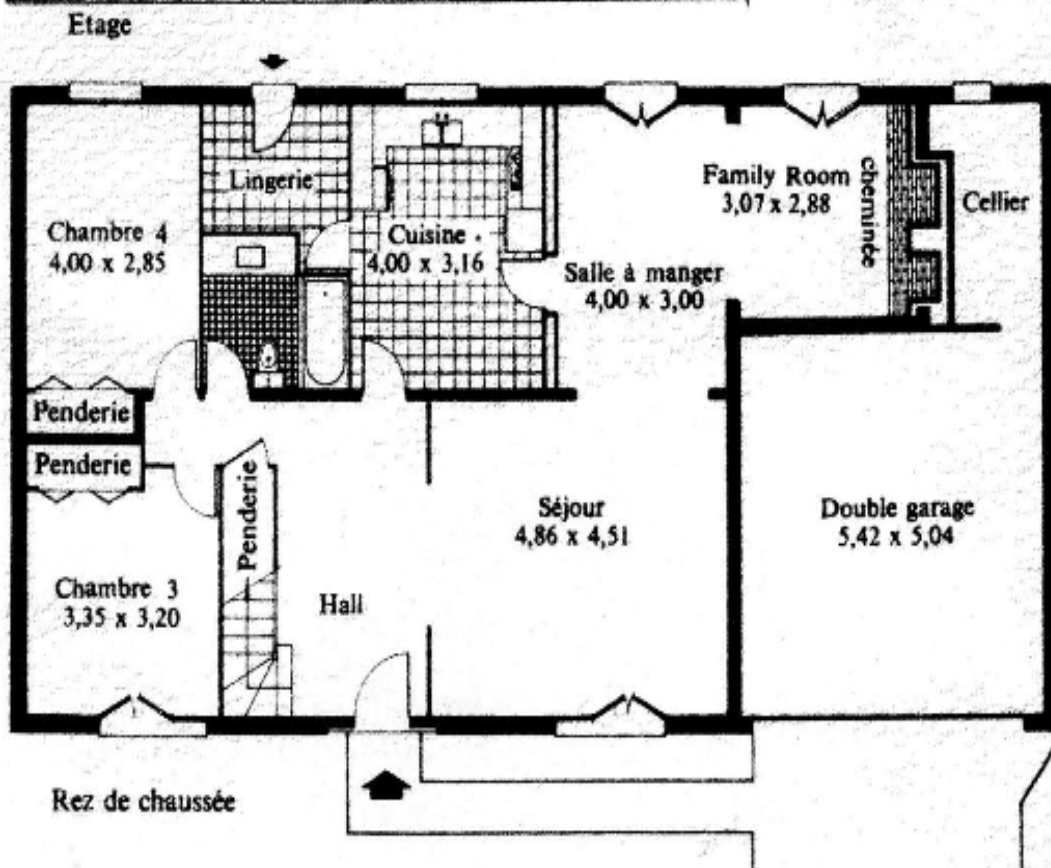 Etage
Lingerie
Chambre 4
4,00 x 2,85
Cuisine
4,00 x 3,16
Salle à manger
4,00 x 3,00
Family Room
3,07 x 2,88
cheminée
Cellier
Penderie
Penderie
Penderie
Chambre 3
3,35 x 3,20
Hall
Séjour
4,86 x 4,51
Double garage
5,42 x 5,04
Rez de chaussée